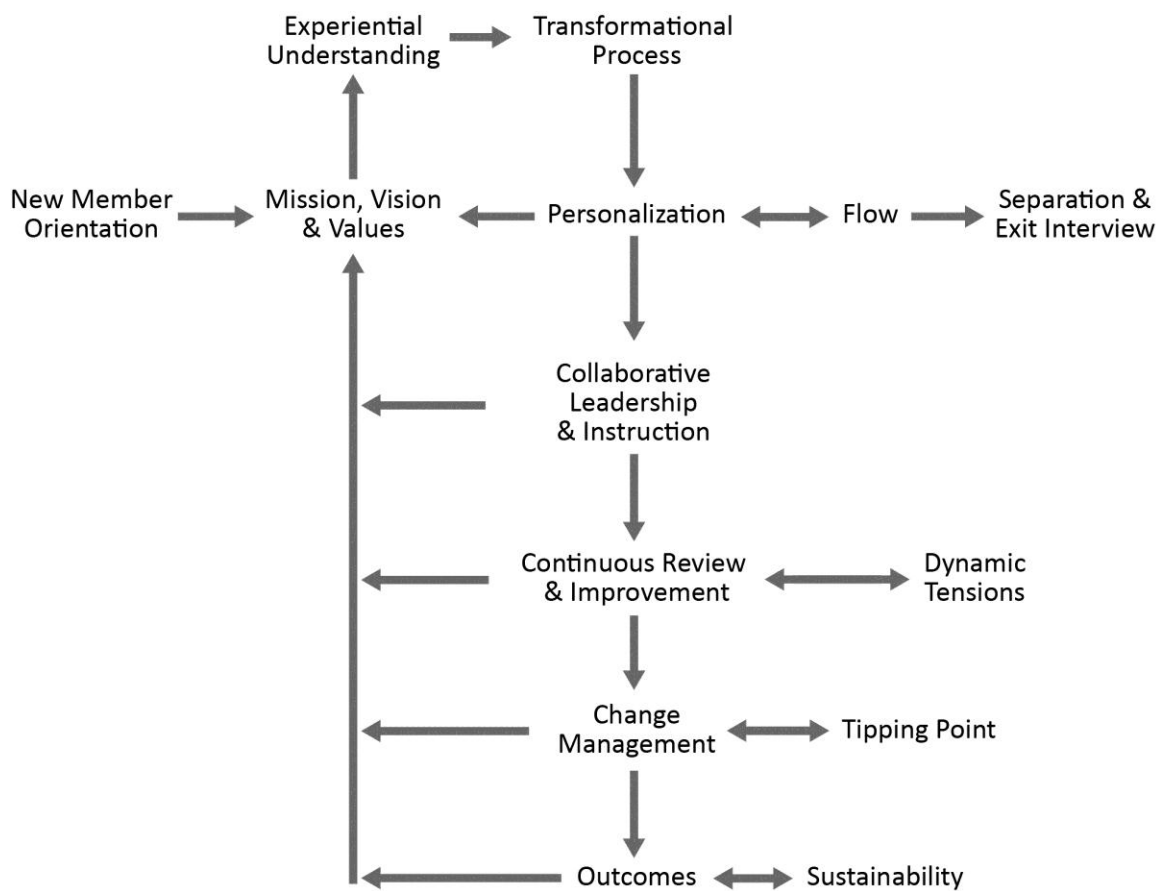 Experiential
Understanding
Transformational
Process
New Member
Orientation
Mission, Vision
& Values
Personalization
Flow
Separation &
Exit Interview
Collaborative
Leadership
& Instruction
Continuous Review
& Improvement
Dynamic
Tensions
Change
Management
Tipping Point
Outcomes
Sustainability